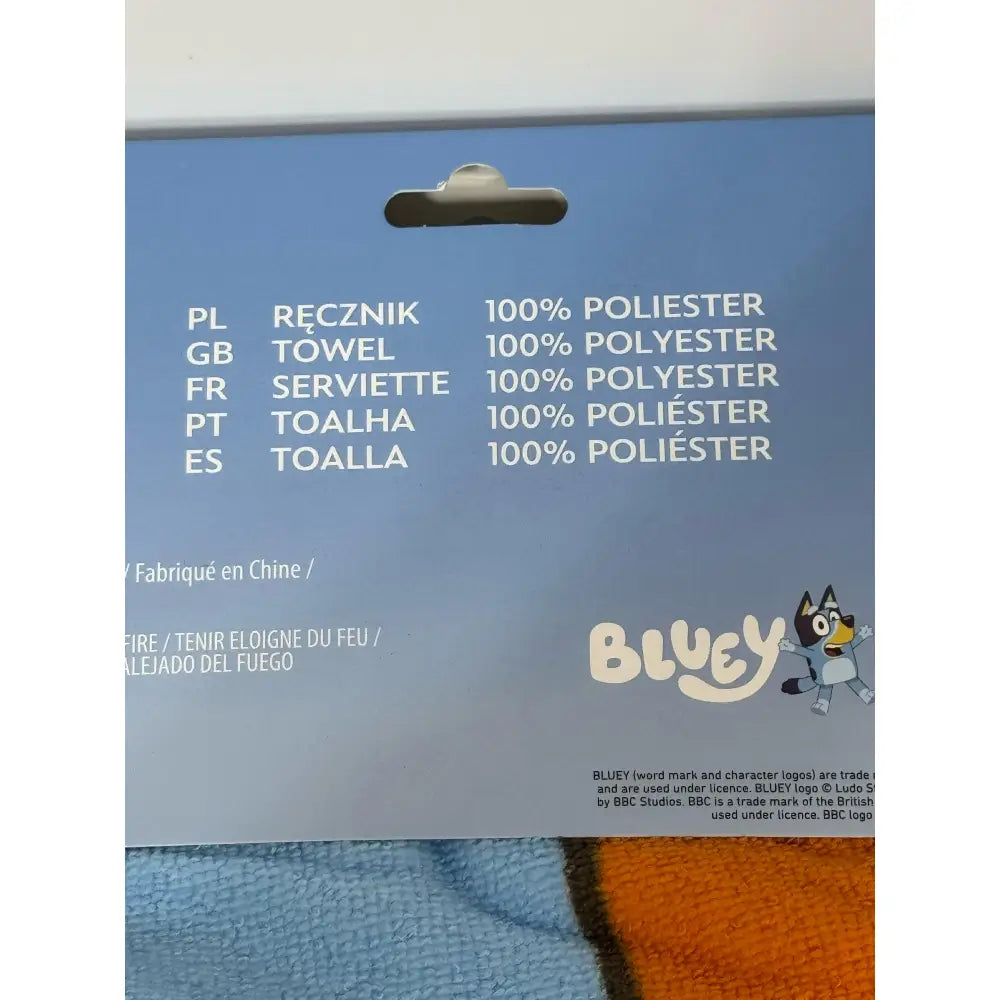 PL RĘCZNIK 100% POLIESTER
GB TOWEL 100% POLYESTER
FR SERVIETTE 100% POLYESTER
PT TOALHA 100% POLIÉSTER
ES TOALLA 100% POLIÉSTER
/ Fabriqué en Chine /
FIRE / TENIR ELOIGNE DU FEU /
ALEJADO DEL FUEGO
BLUEY
BLUEY (word mark and character logos) are trade
and are used under licence. BLUEY logo © Ludo
by BBC Studios. BBC is a trade mark of the British
used under licence. BBC logo